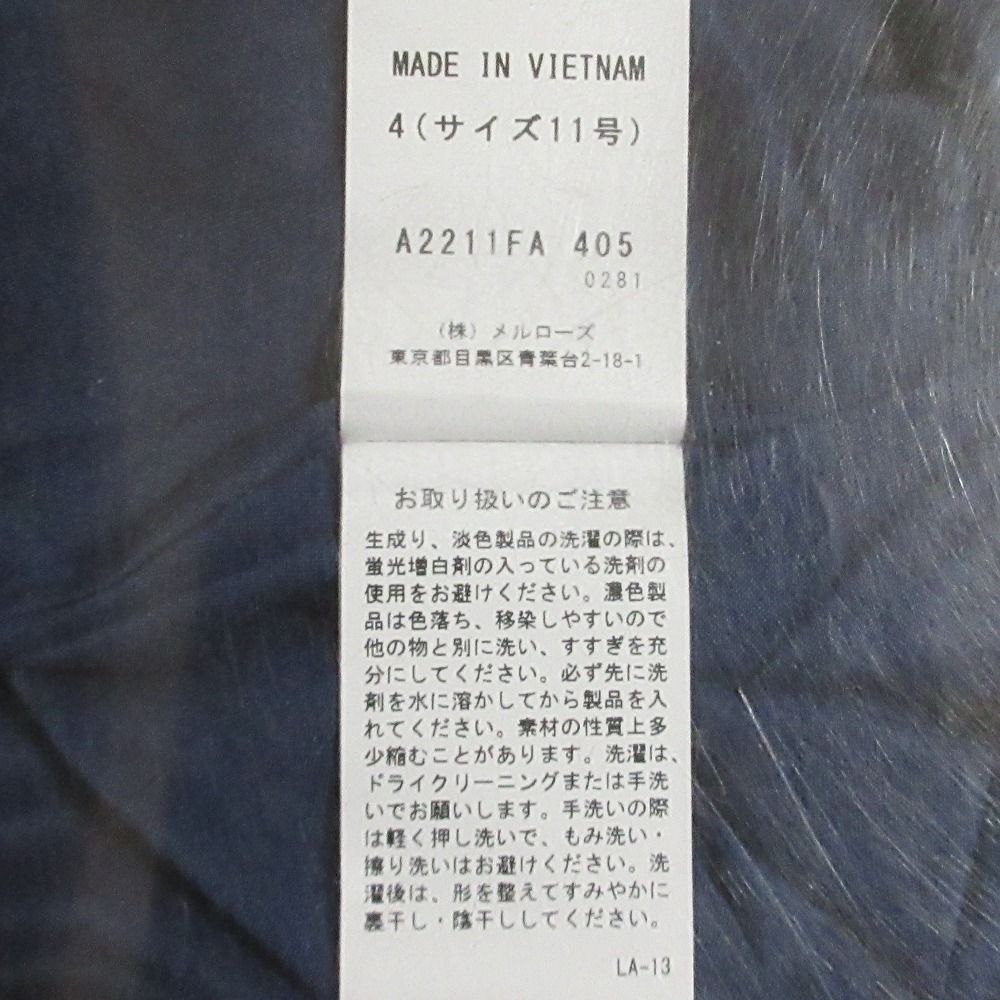 MADE IN VIETNAM
4(サイズ11号)
A2211FA 405
0281
(株) メルローズ
東京都目黒区青葉台2-18-1
お取り扱いのご注意
生成り、淡色製品の洗濯の際は、
蛍光増白剤の入っている洗剤の
使用をお避けください。濃色製
品は色落ち、移染しやすいので
他の物と別に洗い、すすぎを充
分にしてください。必ず先に洗
剤を水に溶かしてから製品を入
れてください。素材の性質上多
少縮むことがあります。洗濯は、
ドライクリーニングまたは手洗
いでお願いします。手洗いの際
は軽く押し洗いで、もみ洗い・
擦り洗いはお避けください。洗
濯後は、形を整えてすみやかに
裏干し・陰干ししてください。
LA-13